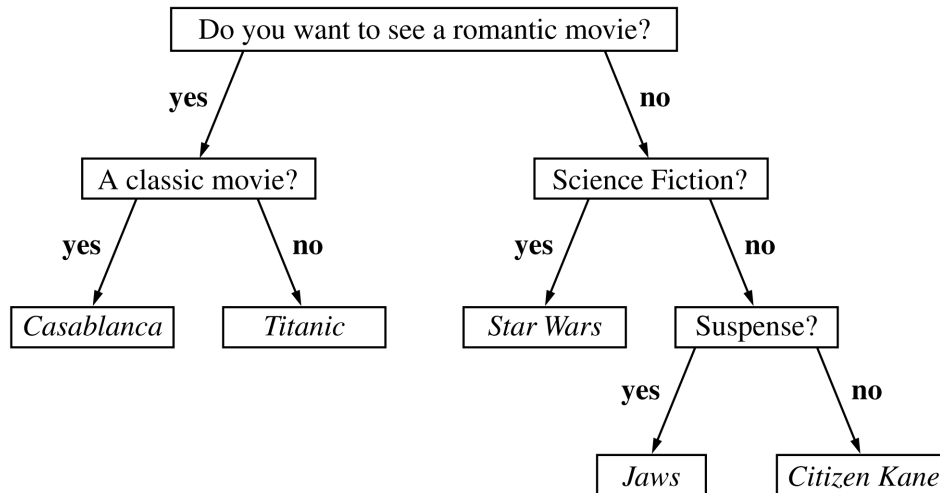 Do you want to see a romantic movie?
yes
no
A classic movie?
Science Fiction?
yes
no
yes
no
Casablanca
Titanic
Star Wars
Suspense?
yes
no
Jaws
Citizen Kane